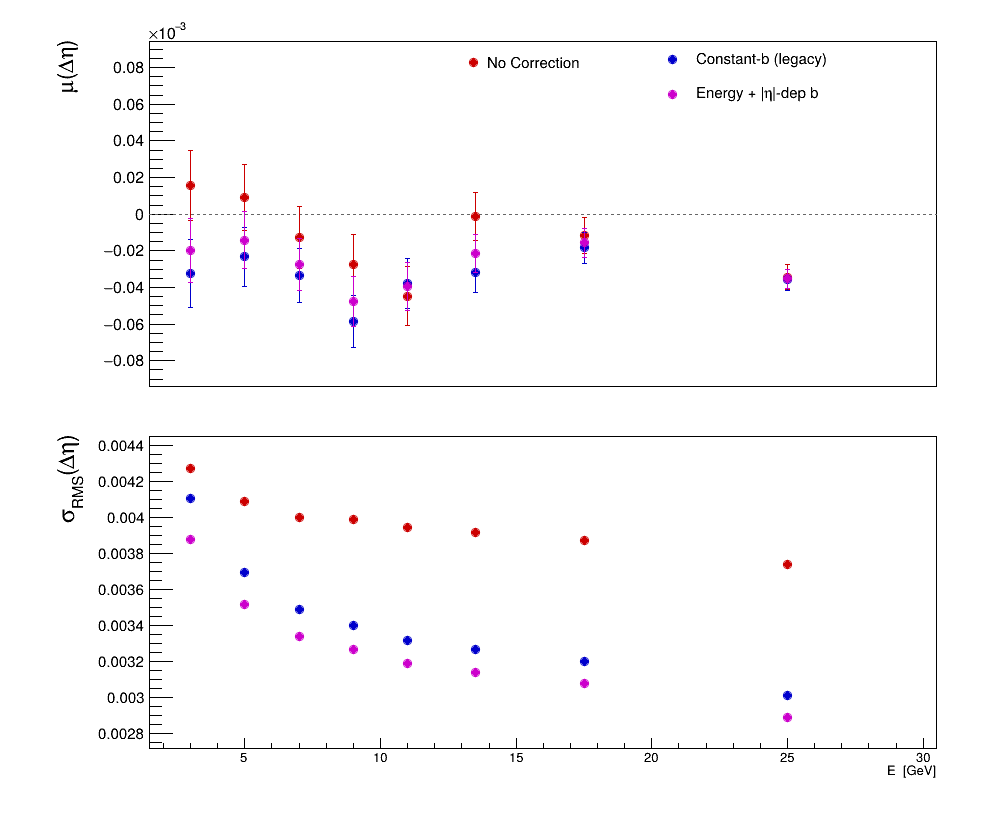 ×10⁻³
μ(Δη)
0.08
0.06
0.04
0.02
0
−0.02
−0.04
−0.06
−0.08
No Correction
Constant-b (legacy)
Energy + |η|-dep b
σRMS(Δη)
0.0044
0.0042
0.004
0.0038
0.0036
0.0034
0.0032
0.003
0.0028
5 10 15 20 25 30
E [GeV]